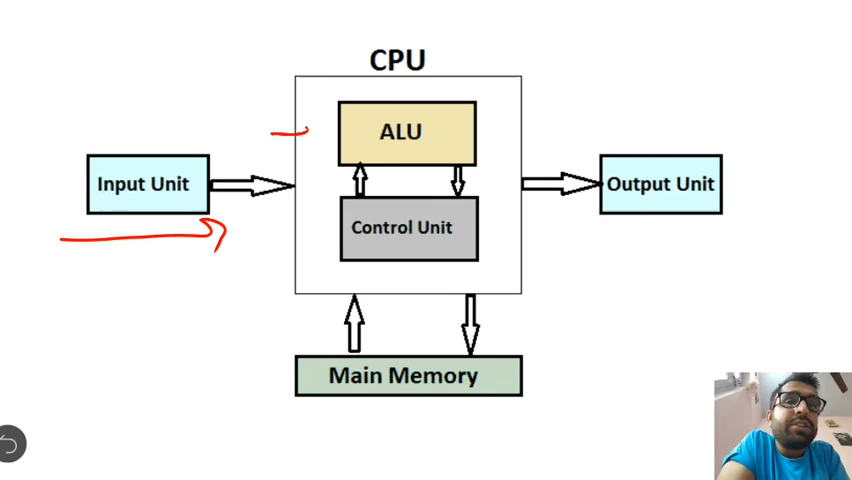 CPU
ALU
Input Unit
Output Unit
Control Unit
Main Memory